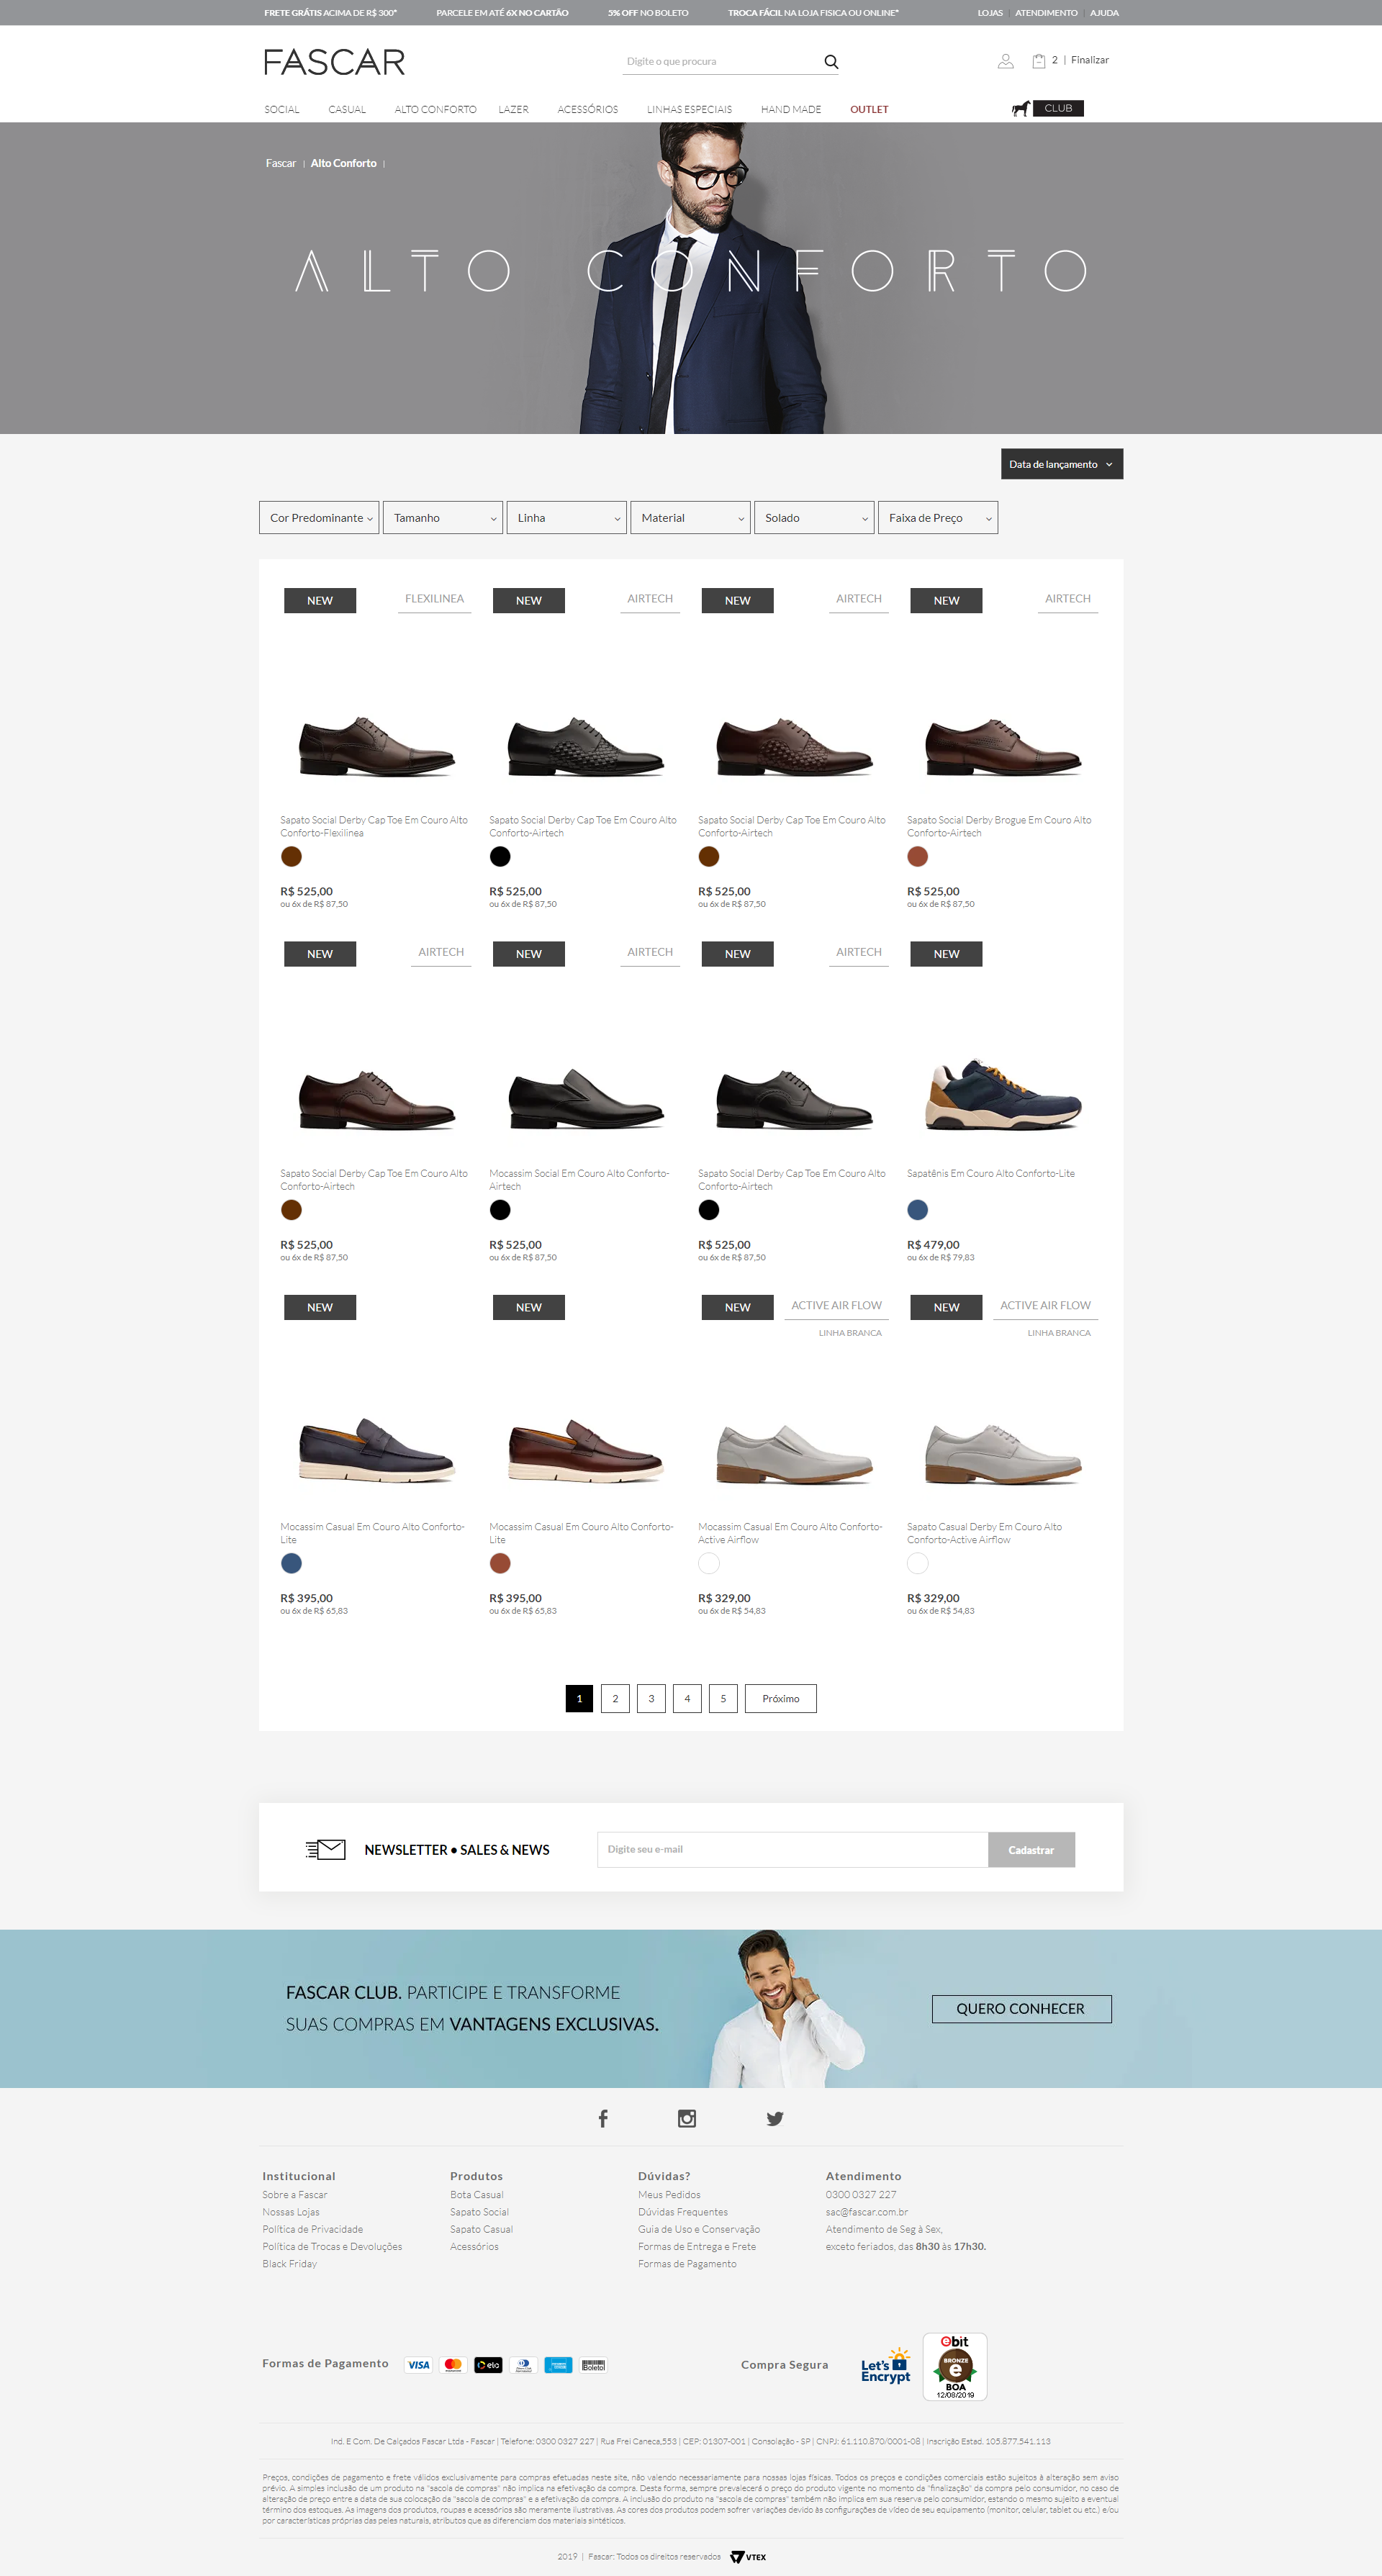 FRETE GRÁTIS ACIMA DE R$ 300* PARCELE EM ATÉ 6X NO CARTÃO 5% OFF NO BOLETO TROCA FÁCIL NA LOJA FISICA OU ONLINE* LOJAS | ATENDIMENTO | AJUDA
FASCAR Digite o que procura 2 | Finalizar
SOCIAL CASUAL ALTO CONFORTO LAZER ACESSÓRIOS LINHAS ESPECIAIS HAND MADE OUTLET CLUB
Fascar | Alto Conforto |
ALTO CONFORTO
Data de lançamento
Cor Predominante Tamanho Linha Material Solado Faixa de Preço
NEW FLEXILINEA NEW AIRTECH NEW AIRTECH NEW AIRTECH
Sapato Social Derby Cap Toe Em Couro Alto Sapato Social Derby Cap Toe Em Couro Alto Sapato Social Derby Cap Toe Em Couro Alto Sapato Social Derby Brogue Em Couro Alto
Conforto-Flexilinea Conforto-Airtech Conforto-Airtech Conforto-Airtech
R$ 525,00 R$ 525,00 R$ 525,00 R$ 525,00
ou 6x de R$ 87,50 ou 6x de R$ 87,50 ou 6x de R$ 87,50 ou 6x de R$ 87,50
NEW AIRTECH NEW AIRTECH NEW AIRTECH NEW
Sapato Social Derby Cap Toe Em Couro Alto Mocassim Social Em Couro Alto Conforto- Sapato Social Derby Cap Toe Em Couro Alto Sapatênis Em Couro Alto Conforto-Lite
Conforto-Airtech Airtech Conforto-Airtech
R$ 525,00 R$ 525,00 R$ 525,00 R$ 479,00
ou 6x de R$ 87,50 ou 6x de R$ 87,50 ou 6x de R$ 87,50 ou 6x de R$ 79,83
NEW NEW NEW ACTIVE AIR FLOW NEW ACTIVE AIR FLOW
LINHA BRANCA LINHA BRANCA
Mocassim Casual Em Couro Alto Conforto- Mocassim Casual Em Couro Alto Conforto- Mocassim Casual Em Couro Alto Conforto- Sapato Casual Derby Em Couro Alto
Lite Lite Active Airflow Conforto-Active Airflow
R$ 395,00 R$ 395,00 R$ 329,00 R$ 329,00
ou 6x de R$ 65,83 ou 6x de R$ 65,83 ou 6x de R$ 54,83 ou 6x de R$ 54,83
1 2 3 4 5 Próximo
NEWSLETTER • SALES & NEWS Digite seu e-mail Cadastrar
FASCAR CLUB. PARTICIPE E TRANSFORME
SUAS COMPRAS EM VANTAGENS EXCLUSIVAS.
QUERO CONHECER
Institucional Produtos Dúvidas? Atendimento
Sobre a Fascar Bota Casual Meus Pedidos 0300 0327 227
Nossas Lojas Sapato Social Dúvidas Frequentes sac@fascar.com.br
Política de Privacidade Sapato Casual Guia de Uso e Conservação Atendimento de Seg à Sex,
Política de Trocas e Devoluções Acessórios Formas de Entrega e Frete exceto feriados, das 8h30 às 17h30.
Black Friday Formas de Pagamento
Formas de Pagamento VISA elo Boleto Compra Segura Let's Encrypt ebit BRONZE e BOA 12/08/2019
Ind. E Com. De Calçados Fascar Ltda - Fascar | Telefone: 0300 0327 227 | Rua Frei Caneca,553 | CEP: 01307-001 | Consolação - SP | CNPJ: 61.110.870/0001-08 | Inscrição Estad. 105.877.541.113
Preços, condições de pagamento e frete válidos exclusivamente para compras efetuadas neste site, não valendo necessariamente para nossas lojas físicas. Todos os preços e condições comerciais estão sujeitos à alteração sem aviso
prévio. A simples inclusão de um produto na "sacola de compras" não implica na efetivação da compra. Desta forma, sempre prevalecerá o preço do produto vigente no momento da "finalização" da compra pelo consumidor, no caso de
alteração de preço entre a data de sua colocação da "sacola de compras" e a efetivação da compra. A inclusão do produto na "sacola de compras" também não implica em sua reserva pelo consumidor, estando o mesmo sujeito a eventual
término dos estoques. As imagens dos produtos, roupas e acessórios são meramente ilustrativas. As cores dos produtos podem sofrer variações devido às configurações de vídeo de seu equipamento (monitor, celular, tablet ou etc.) e/ou
por características próprias das peles naturais, atributos que as diferenciam dos materiais sintéticos.
2019 | Fascar: Todos os direitos reservados VTEX